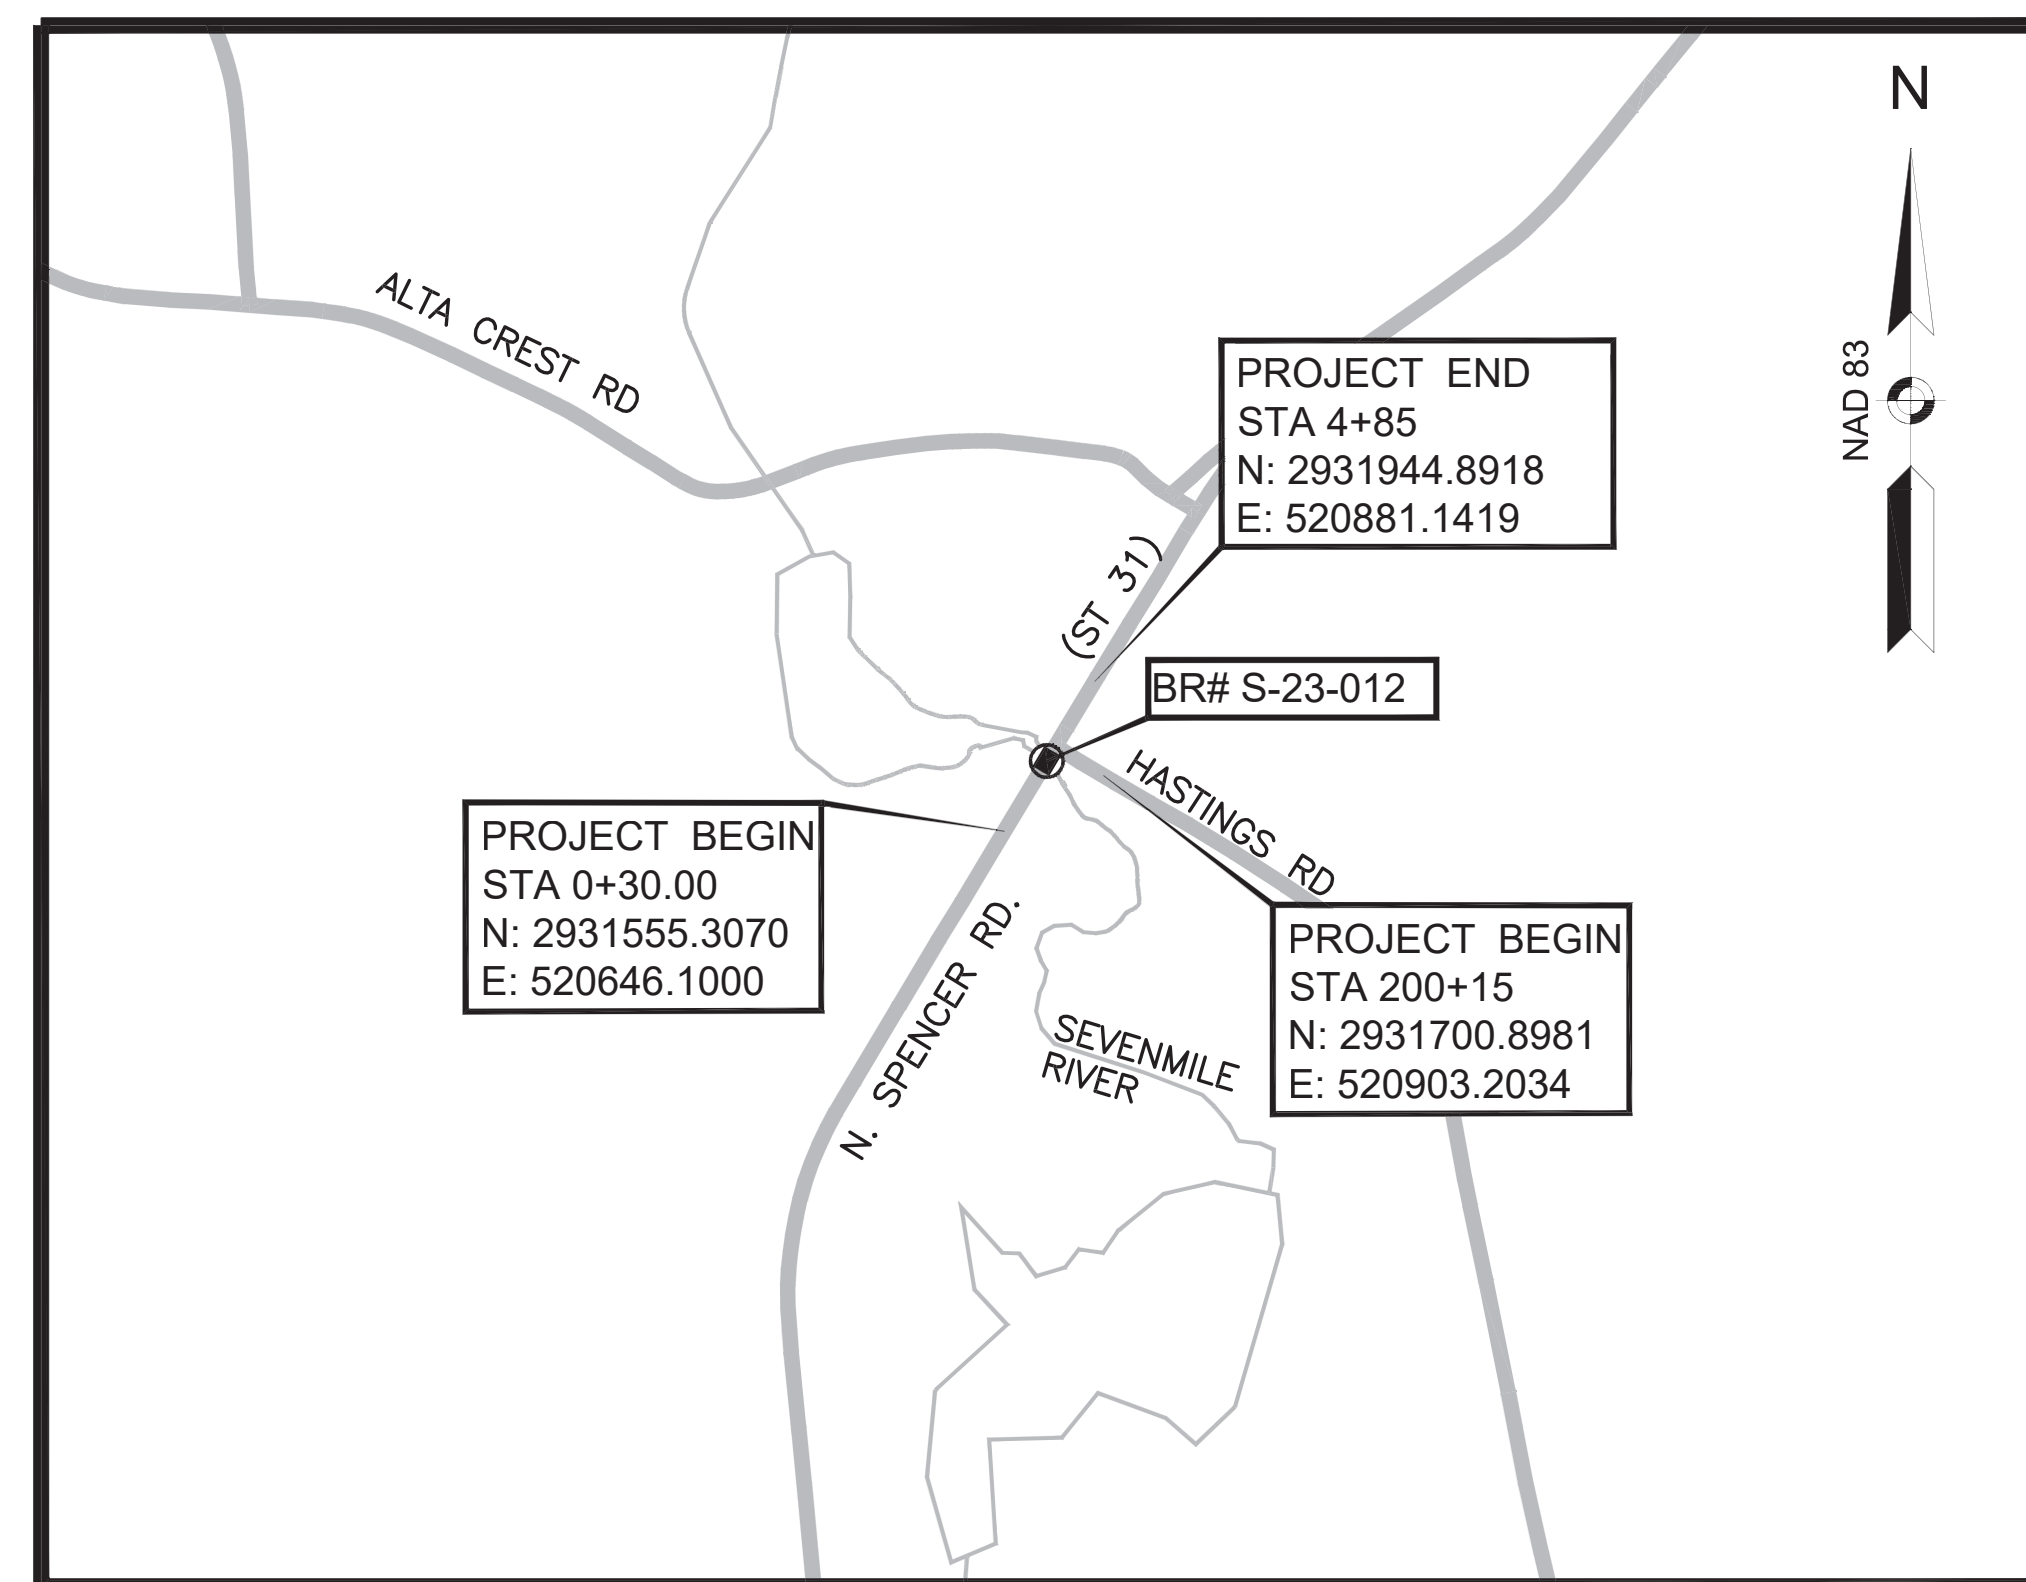 N
NAD 83
ALTA CREST RD
PROJECT END
STA 4+85
N: 2931944.8918
E: 520881.1419
(ST 31)
BR# S-23-012
HASTINGS RD
PROJECT BEGIN
STA 0+30.00
N: 2931555.3070
E: 520646.1000
N. SPENCER RD.
PROJECT BEGIN
STA 200+15
N: 2931700.8981
E: 520903.2034
SEVENMILE
RIVER